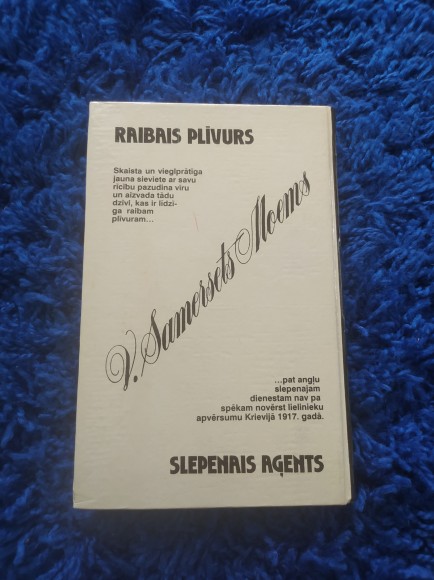 RAIBAIS PLĪVURS
Skaista un vieglprātīga
jauna sieviete ar savu
rīcību pazudina vīru
un aizvada tādu
dzīvi, kas ir līdzī-
ga raibam
plīvuram...
V. Samersets Moems
...pat angļu
slepenajam
dienestam nav pa
spēkam novērst lielinieku
apvērsumu Krievijā 1917. gadā.
SLEPENAIS AĢENTS